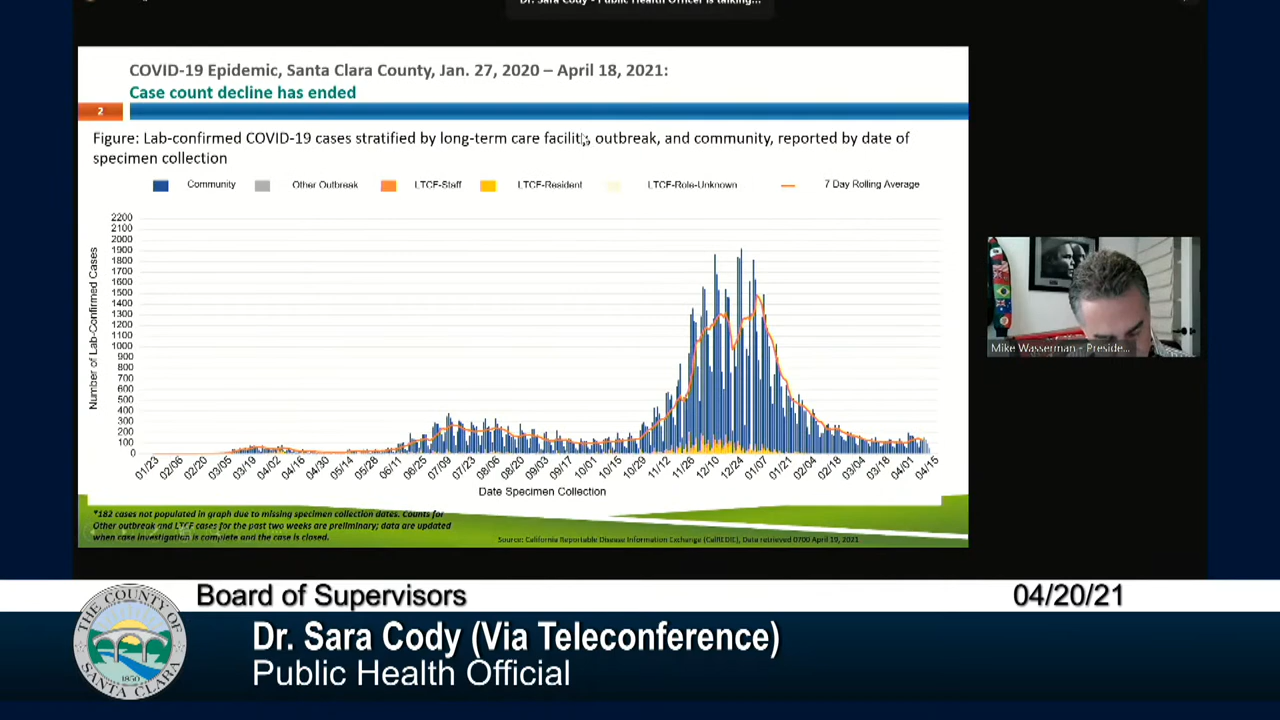 Dr. Sara Cody - Public Health Officer is talking...
COVID-19 Epidemic, Santa Clara County, Jan. 27, 2020 – April 18, 2021:
Case count decline has ended
2
Figure: Lab-confirmed COVID-19 cases stratified by long-term care facility, outbreak, and community, reported by date of
specimen collection
Community Other Outbreak LTCF-Staff LTCF-Resident LTCF-Role-Unknown 7 Day Rolling Average
Number of Lab-Confirmed Cases
2200
2100
2000
1900
1800
1700
1600
1500
1400
1300
1200
1100
1000
900
800
700
600
500
400
300
200
100
0
01/23 02/06 02/20 03/05 03/19 04/02 04/16 04/30 05/14 05/28 06/11 06/25 07/09 07/23 08/06 08/20 09/03 09/17 10/01 10/15 10/29 11/12 11/26 12/10 12/24 01/07 01/21 02/04 02/18 03/04 03/18 04/01 04/15
Date Specimen Collection
*182 cases not populated in graph due to missing specimen collection dates. Counts for
Other outbreak and LTCF cases for the past two weeks are preliminary; data are updated
when case investigation is complete and the case is closed.
Source: California Reportable Disease Information Exchange (CalREDIE), Data retrieved 0700 April 19, 2021
Mike Wasserman - Preside...
Board of Supervisors
04/20/21
Dr. Sara Cody (Via Teleconference)
Public Health Official
THE COUNTY OF
SANTA CLARA
1850